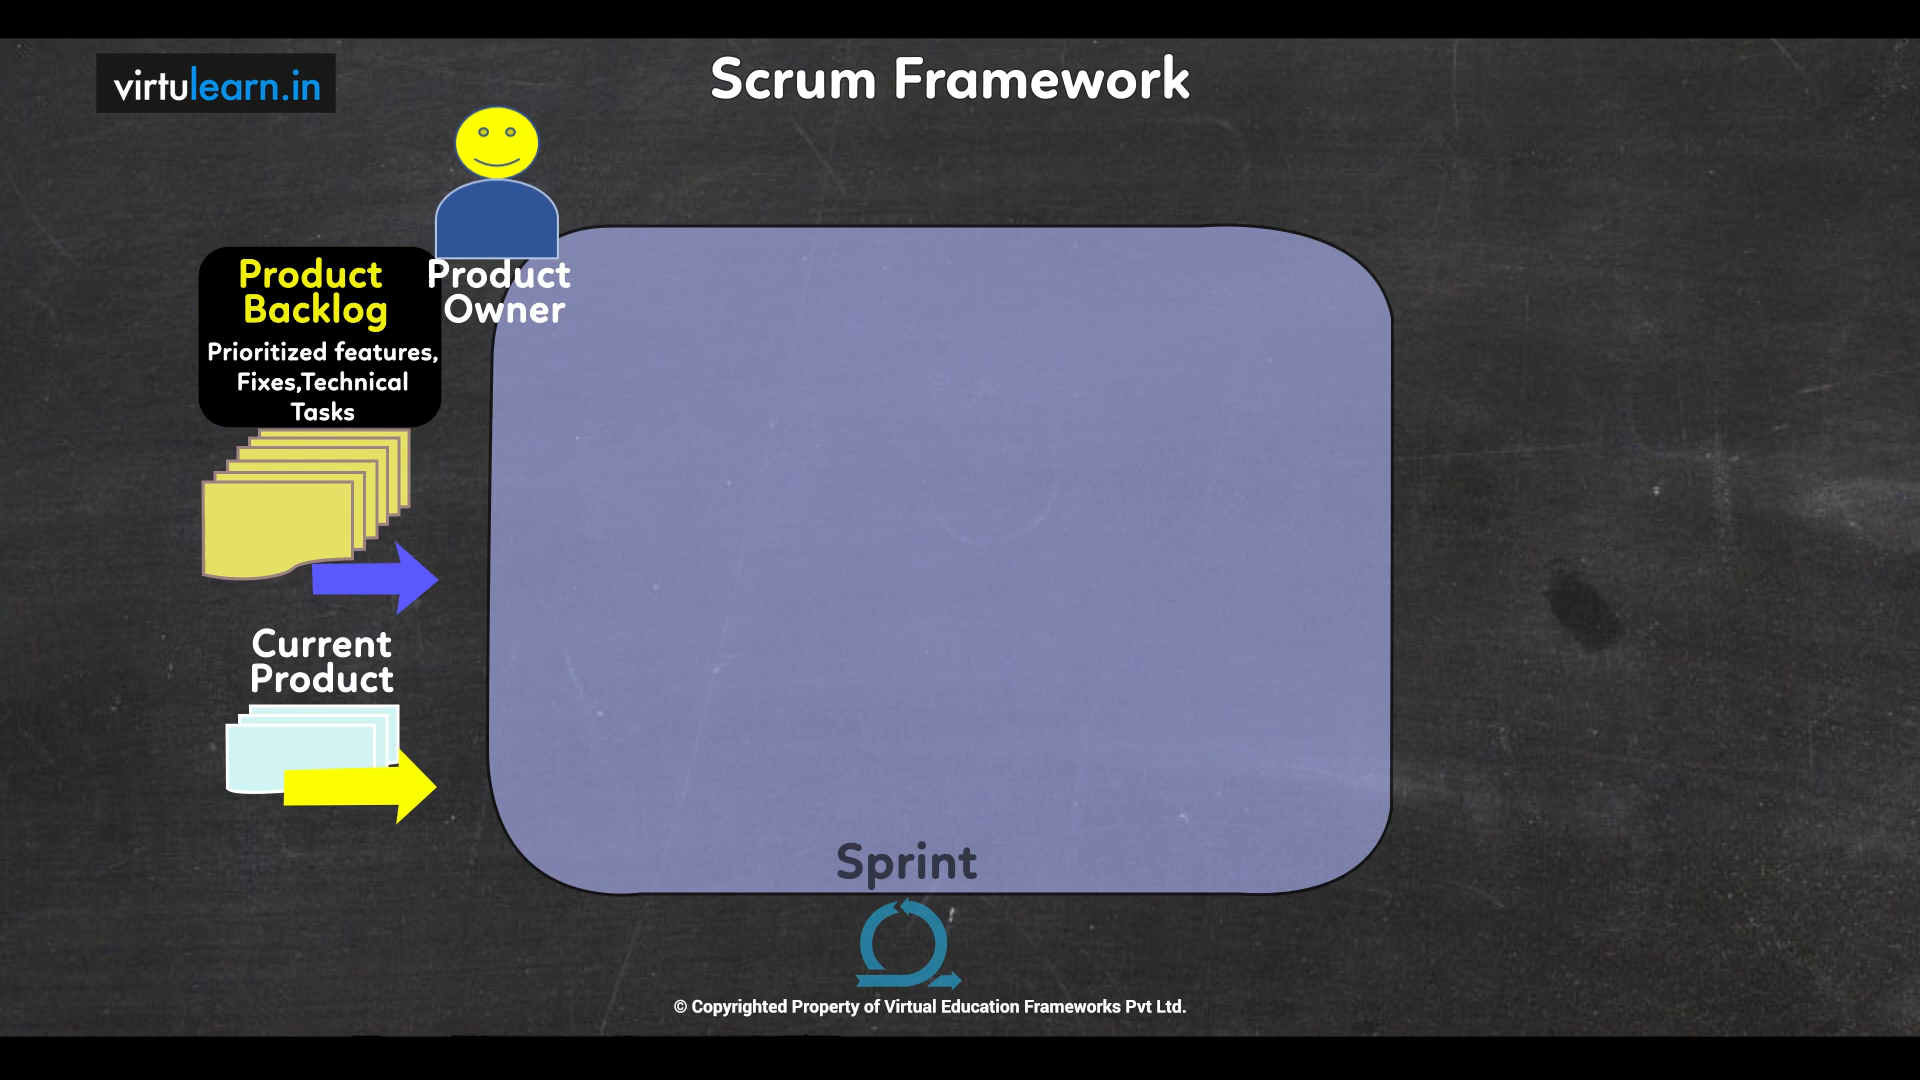 virtulearn.in
Scrum Framework
Product
Backlog
Prioritized features,
Fixes,Technical
Tasks
Product
Owner
Current
Product
Sprint
© Copyrighted Property of Virtual Education Frameworks Pvt Ltd.